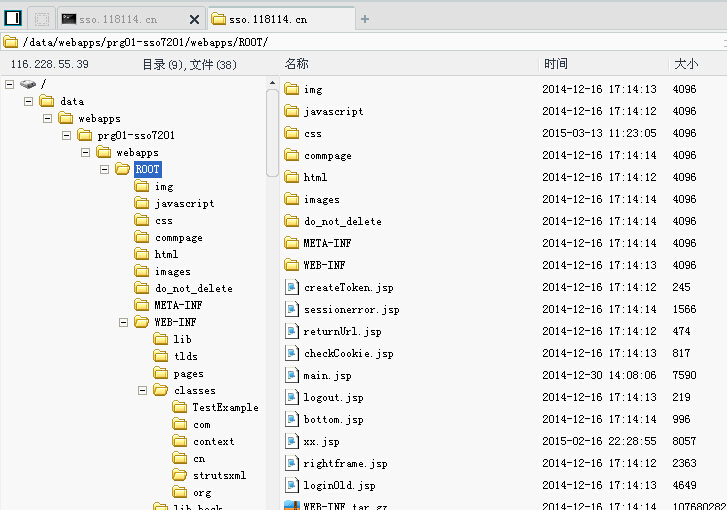 sso.118114.cn
sso.118114.cn
/data/webapps/prg01-sso7201/webapps/ROOT/
116.228.55.39 目录(9),文件(38)
/
data
webapps
prg01-sso7201
webapps
ROOT
img
javascript
css
commpage
html
images
do_not_delete
META-INF
WEB-INF
lib
tlds
pages
classes
TestExample
com
context
cn
strutsxml
org
lib_back
名称 时间 大小
img 2014-12-16 17:14:13 4096
javascript 2014-12-16 17:14:12 4096
css 2015-03-13 11:23:05 4096
commpage 2014-12-16 17:14:14 4096
html 2014-12-16 17:14:12 4096
images 2014-12-16 17:14:14 4096
do_not_delete 2014-12-16 17:14:14 4096
META-INF 2014-12-16 17:14:14 4096
WEB-INF 2014-12-16 17:14:13 4096
createToken.jsp 2014-12-16 17:14:12 245
sessionerror.jsp 2014-12-16 17:14:14 1566
returnUrl.jsp 2014-12-16 17:14:12 474
checkCookie.jsp 2014-12-16 17:14:13 817
main.jsp 2014-12-30 14:08:06 7590
logout.jsp 2014-12-16 17:14:13 219
bottom.jsp 2014-12-16 17:14:14 996
xx.jsp 2015-02-16 22:28:55 8057
rightframe.jsp 2014-12-16 17:14:12 2363
loginOld.jsp 2014-12-16 17:14:13 4649
WEB-INF.tar.gz 2014-12-16 17:14:14 107680282